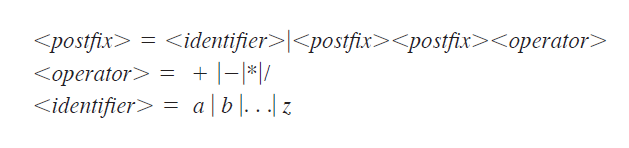 <postfix> = <identifier>|<postfix><postfix><operator>
<operator> = + |−|*|/
<identifier> = a | b |. . .| z